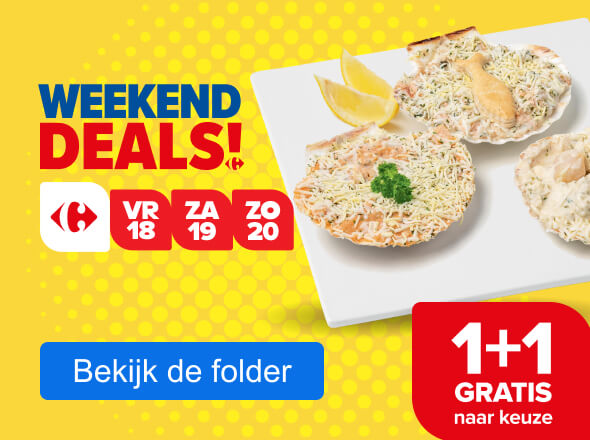 WEEKEND
DEALS!
VR
18
ZA
19
ZO
20
Bekijk de folder
1+1
GRATIS
naar keuze